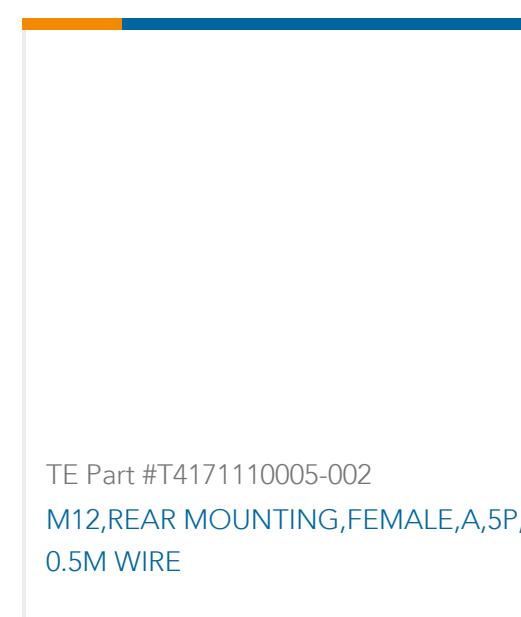 TE Part #T4171110005-002
M12,REAR MOUNTING,FEMALE,A,5P,
0.5M WIRE